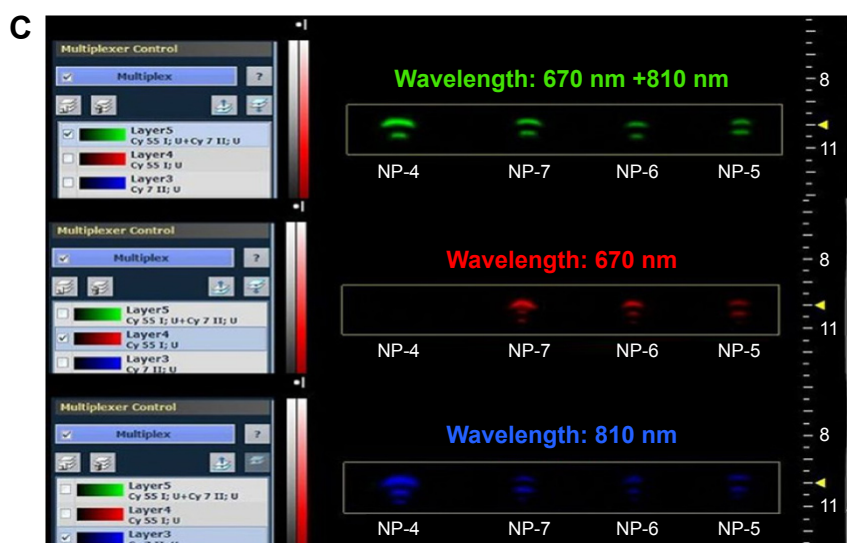 C
Multiplexer Control
Multiplex
?
Layer5
Cy 55 I; U+Cy 7 II; U
Layer4
Cy 55 I; U
Layer3
Cy 7 II; U
Wavelength: 670 nm +810 nm
NP-4 NP-7 NP-6 NP-5
8
11
Multiplexer Control
Multiplex
?
Layer5
Cy 55 I; U+Cy 7 II; U
Layer4
Cy 55 I; U
Layer3
Cy 7 II; U
Wavelength: 670 nm
NP-4 NP-7 NP-6 NP-5
8
11
Multiplexer Control
Multiplex
?
Layer5
Cy 55 I; U+Cy 7 II; U
Layer4
Cy 55 I; U
Layer3
Wavelength: 810 nm
NP-4 NP-7 NP-6 NP-5
8
11